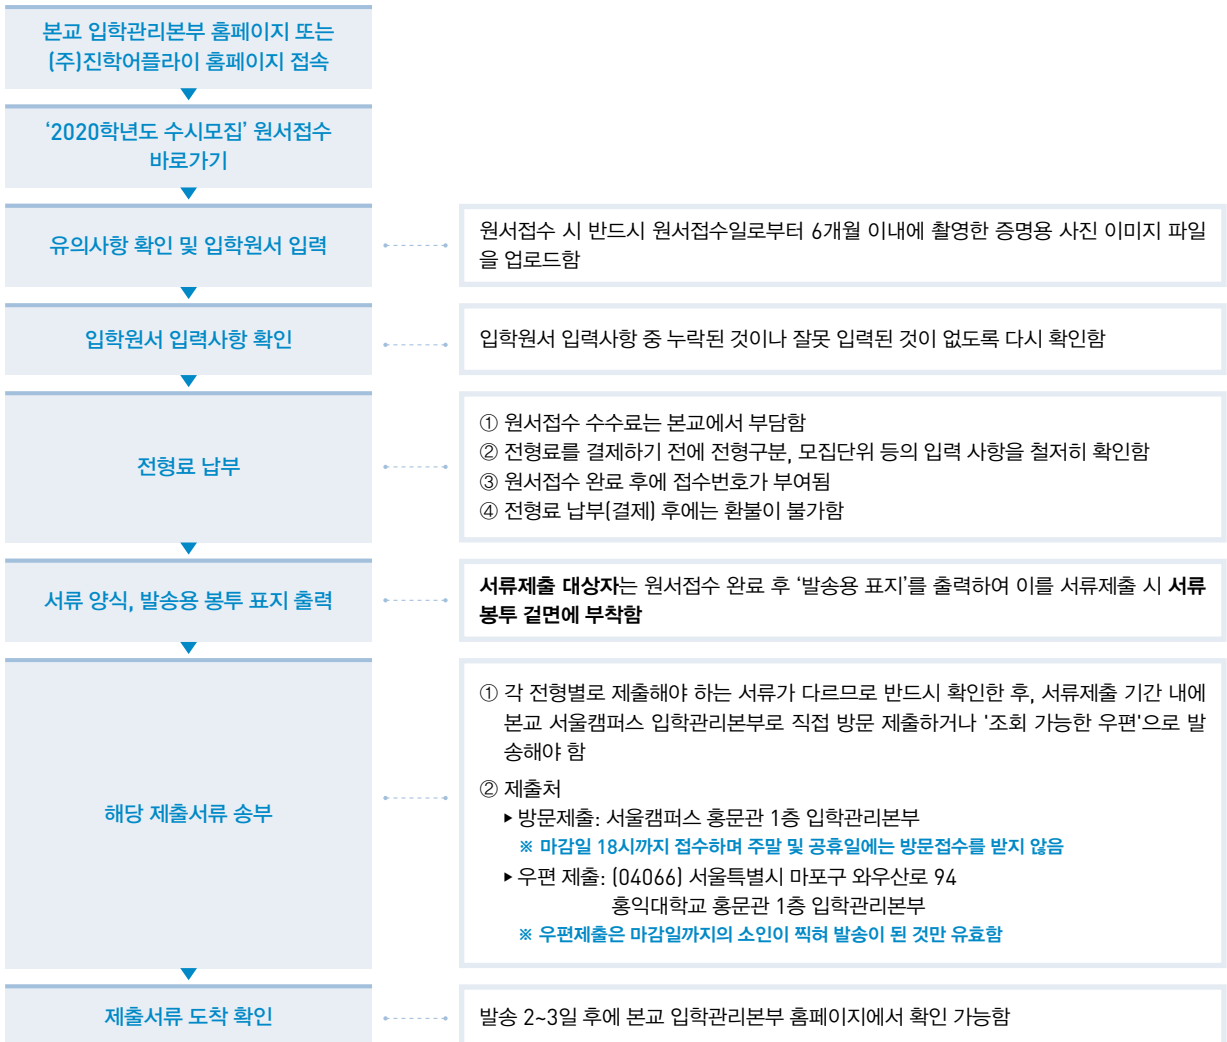 본교 입학관리본부 홈페이지 또는
(주)진학어플라이 홈페이지 접속
‘2020학년도 수시모집’ 원서접수
바로가기
유의사항 확인 및 입학원서 입력
원서접수 시 반드시 원서접수일로부터 6개월 이내에 촬영한 증명용 사진 이미지 파일
을 업로드함
입학원서 입력사항 확인
입학원서 입력사항 중 누락된 것이나 잘못 입력된 것이 없도록 다시 확인함
전형료 납부
① 원서접수 수수료는 본교에서 부담함
② 전형료를 결제하기 전에 전형구분, 모집단위 등의 입력 사항을 철저히 확인함
③ 원서접수 완료 후에 접수번호가 부여됨
④ 전형료 납부(결제) 후에는 환불이 불가함
서류 양식, 발송용 봉투 표지 출력
서류제출 대상자는 원서접수 완료 후 ‘발송용 표지’를 출력하여 이를 서류제출 시 서류
봉투 겉면에 부착함
해당 제출서류 송부
① 각 전형별로 제출해야 하는 서류가 다르므로 반드시 확인한 후, 서류제출 기간 내에
본교 서울캠퍼스 입학관리본부로 직접 방문 제출하거나 '조회 가능한 우편'으로 발
송해야 함
② 제출처
▶ 방문제출: 서울캠퍼스 홍문관 1층 입학관리본부
※ 마감일 18시까지 접수하며 주말 및 공휴일에는 방문접수를 받지 않음
▶ 우편 제출: (04066) 서울특별시 마포구 와우산로 94
홍익대학교 홍문관 1층 입학관리본부
※ 우편제출은 마감일까지의 소인이 찍혀 발송이 된 것만 유효함
제출서류 도착 확인
발송 2~3일 후에 본교 입학관리본부 홈페이지에서 확인 가능함